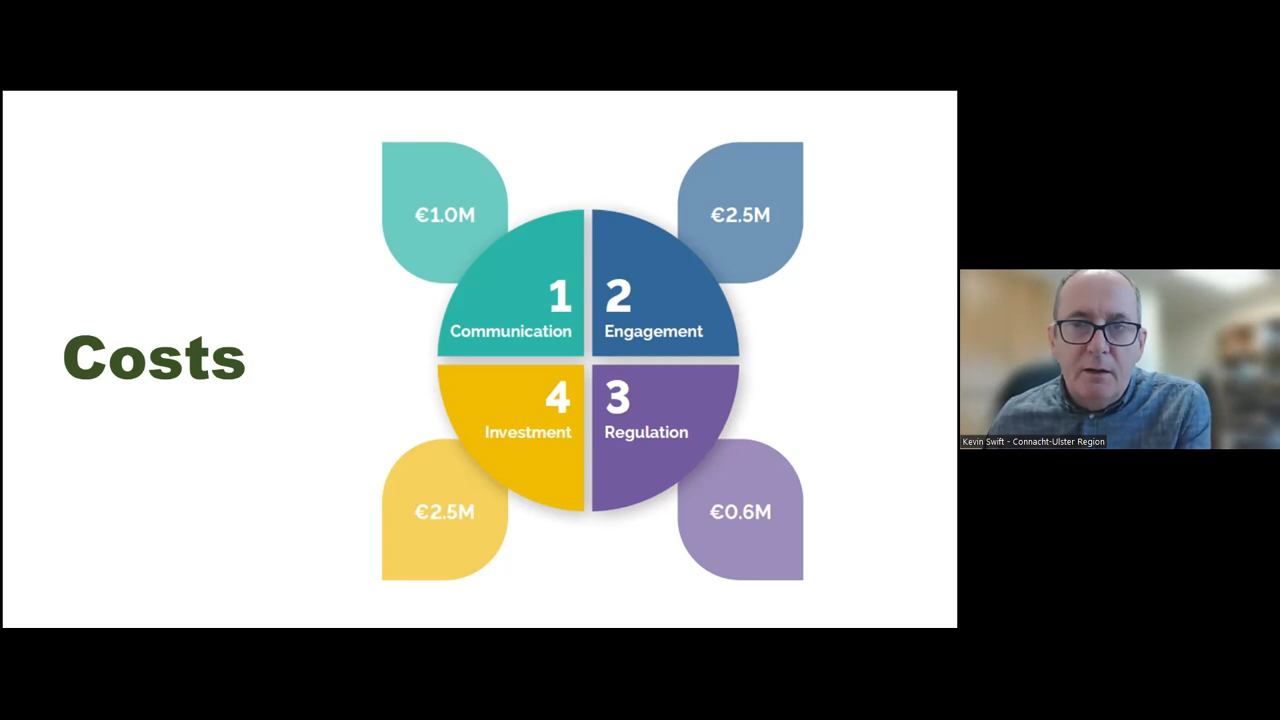 Costs
€1.0M
€2.5M
1
Communication
2
Engagement
4
Investment
3
Regulation
€2.5M
€0.6M
Kevin Swift - Connacht-Ulster Region